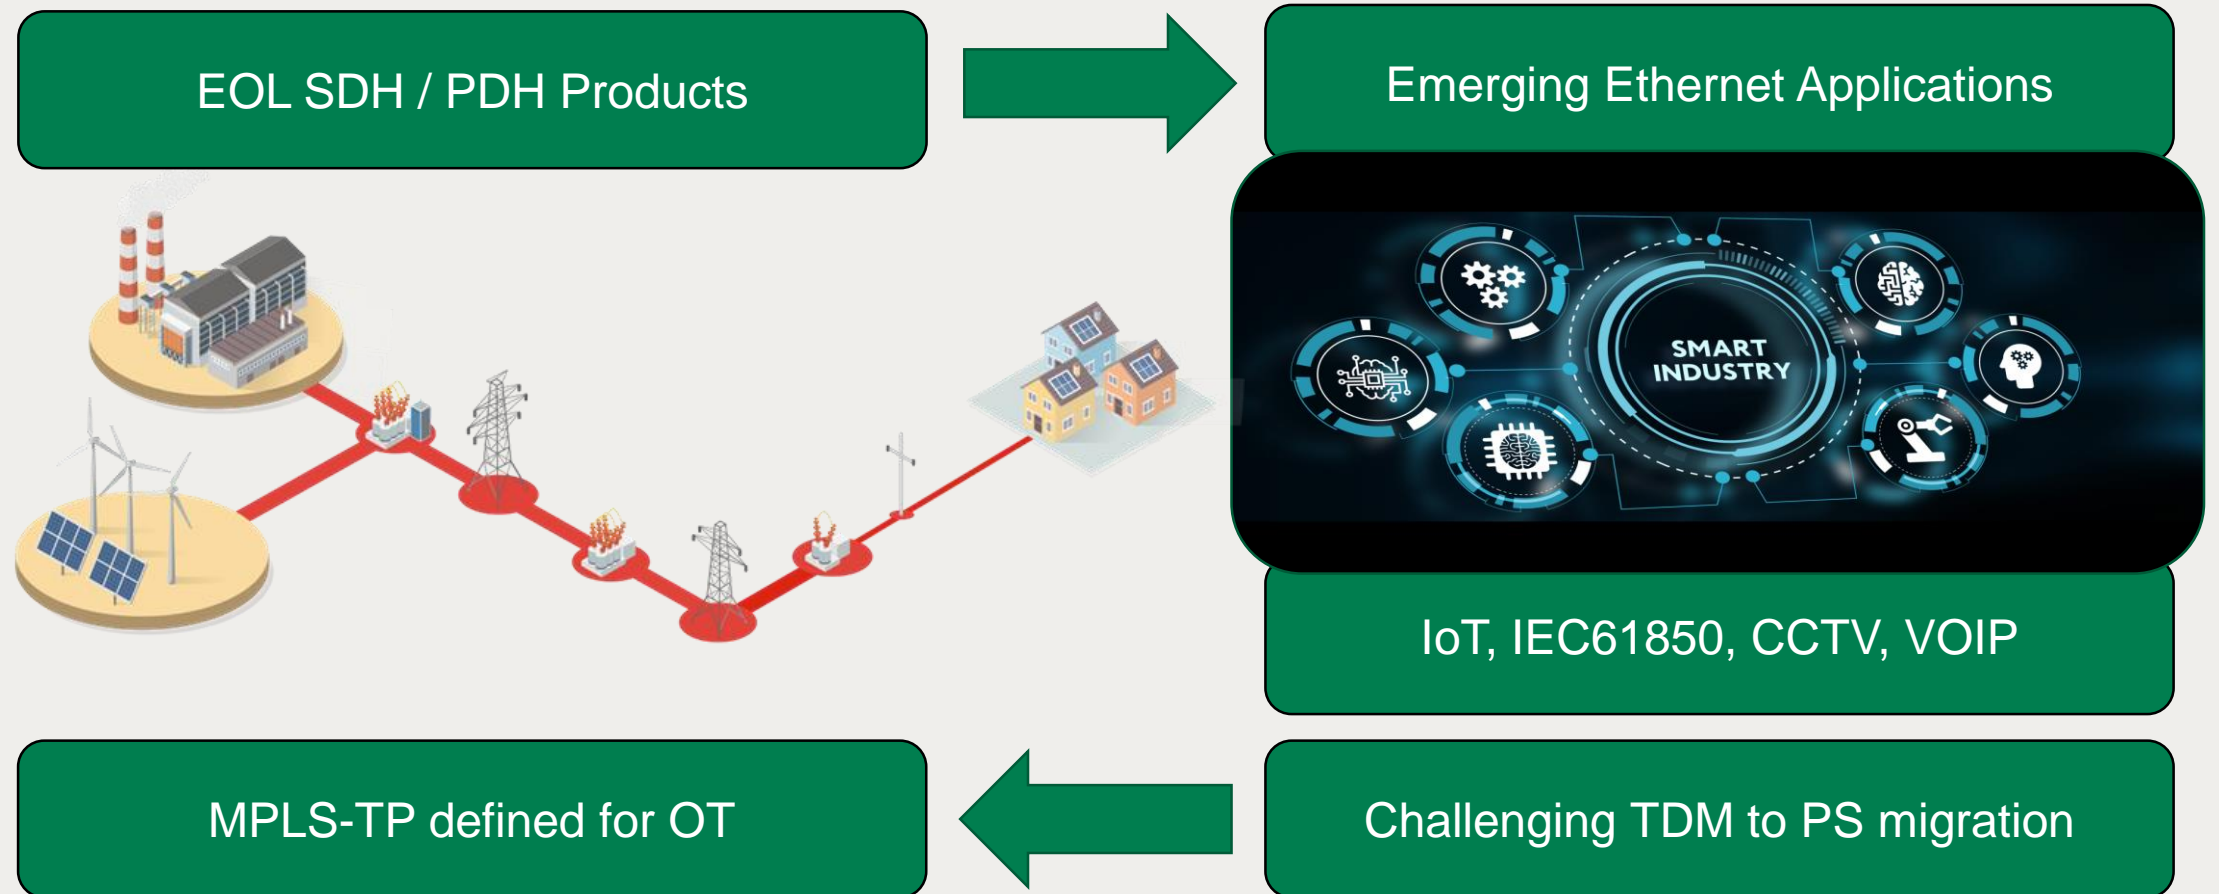 EOL SDH / PDH Products
Emerging Ethernet Applications
SMART
INDUSTRY
IoT, IEC61850, CCTV, VOIP
MPLS-TP defined for OT
Challenging TDM to PS migration